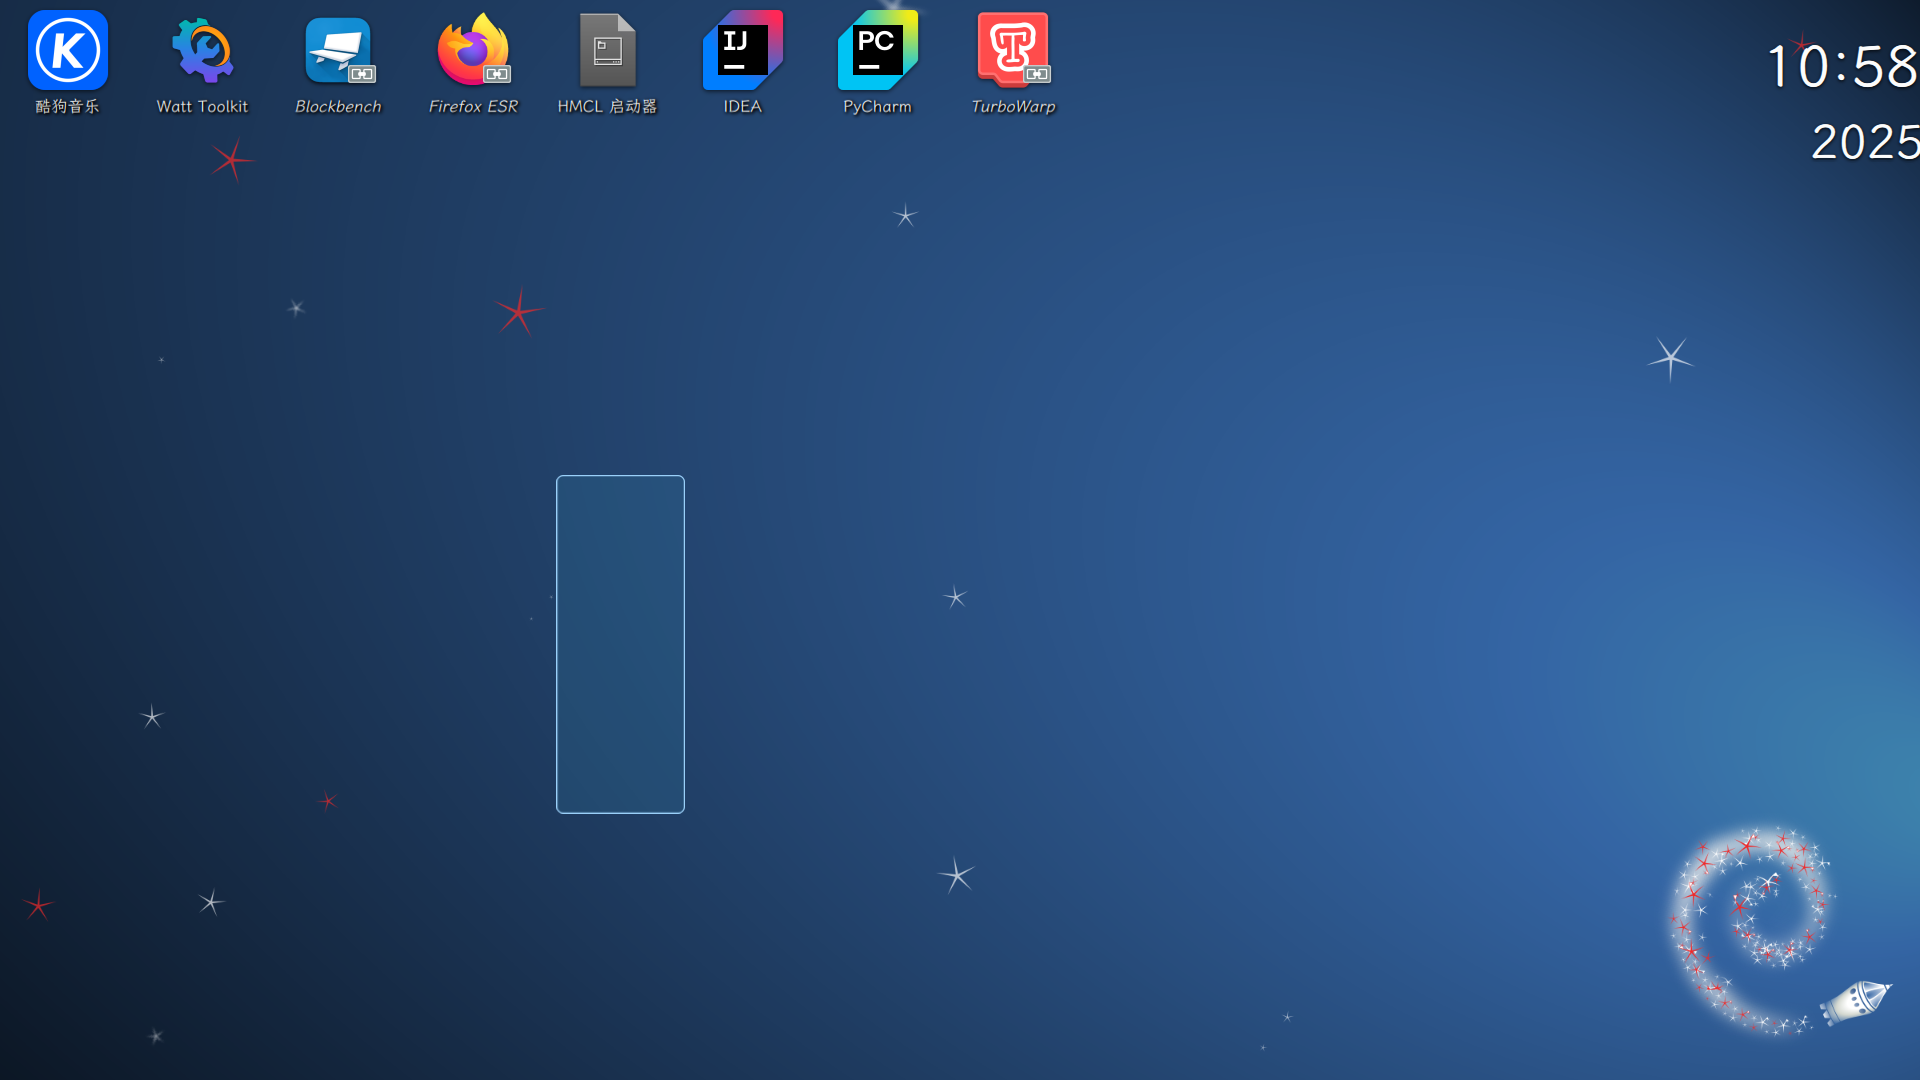 酷狗音乐
Watt Toolkit
Blockbench
Firefox ESR
HMCL 启动器
IJ
IDEA
PC
PyCharm
TurboWarp
10:58
2025